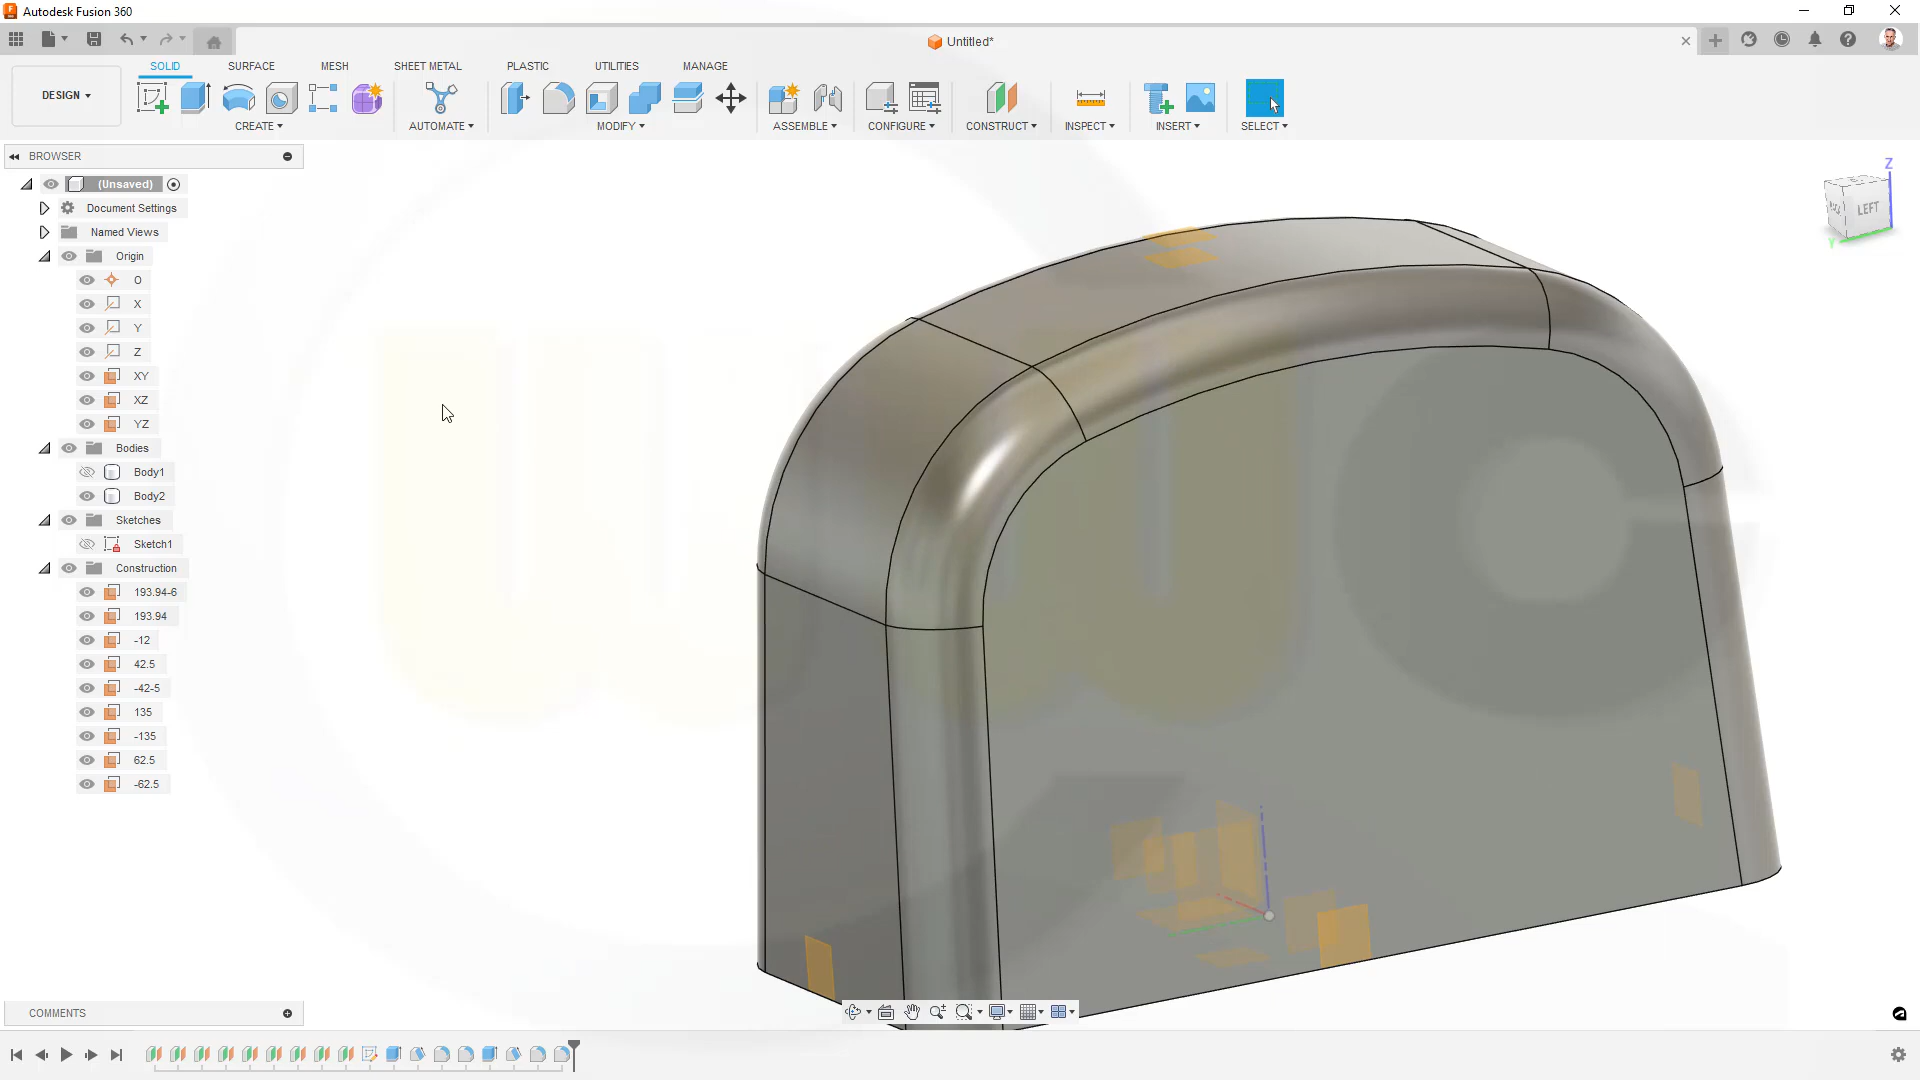 Autodesk Fusion 360
Untitled*
DESIGN
SOLID
SURFACE
MESH
SHEET METAL
PLASTIC
UTILITIES
MANAGE
CREATE
AUTOMATE
MODIFY
ASSEMBLE
CONFIGURE
CONSTRUCT
INSPECT
INSERT
SELECT
BROWSER
(Unsaved)
Document Settings
Named Views
Origin
O
X
Y
Z
XY
XZ
YZ
Bodies
Body1
Body2
Sketches
Sketch1
Construction
193.94-6
193.94
-12
42.5
-42-5
135
-135
62.5
-62.5
Z
LEFT
Y
COMMENTS